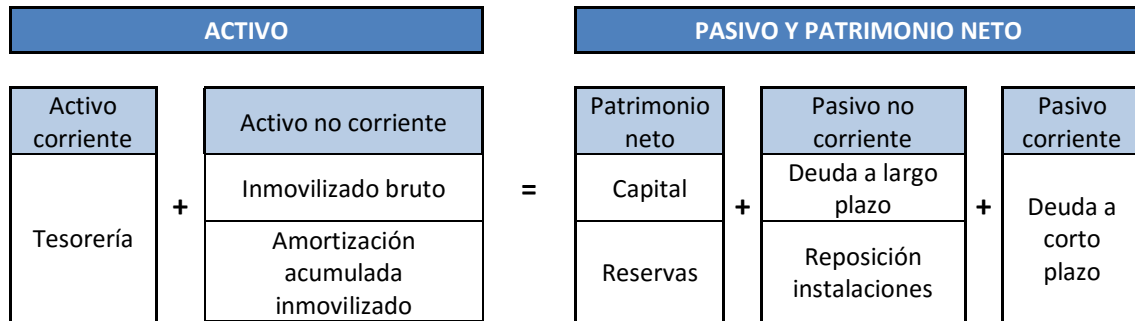 ACTIVO
PASIVO Y PATRIMONIO NETO
Activo
corriente
Activo no corriente
Patrimonio
neto
Pasivo no
corriente
Pasivo
corriente
Tesorería
+
Inmovilizado bruto
Amortización
acumulada
inmovilizado
=
Capital
Reservas
+
Deuda a largo
plazo
Reposición
instalaciones
+
Deuda a
corto
plazo